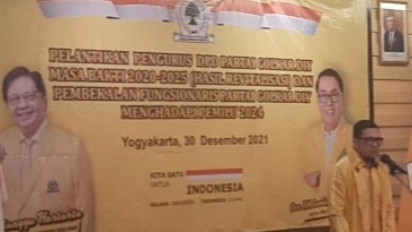 PELANTIKAN PENGURUS DPD PARTAI GOLKAR DIY
MASA BAKTI 2020-2025 (HASIL REVITALISASI) DAN
PEMBEKALAN FUNGSIONARIS PARTAI GOLKAR DIY
MENGHADAPI PEMILU 2024
Yogyakarta, 30 Desember 2021
KITA SATU
UNTUK
INDONESIA